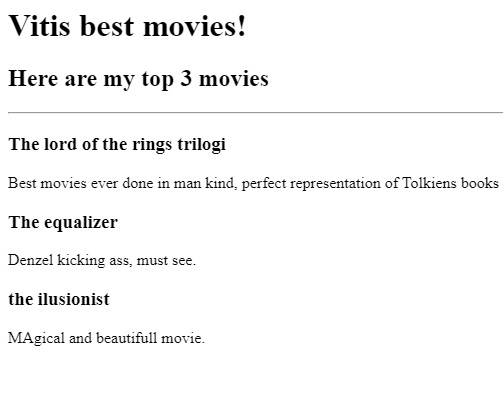 Vitis best movies!
Here are my top 3 movies
The lord of the rings trilogi
Best movies ever done in man kind, perfect representation of Tolkiens books
The equalizer
Denzel kicking ass, must see.
the ilusionist
MAgical and beautifull movie.